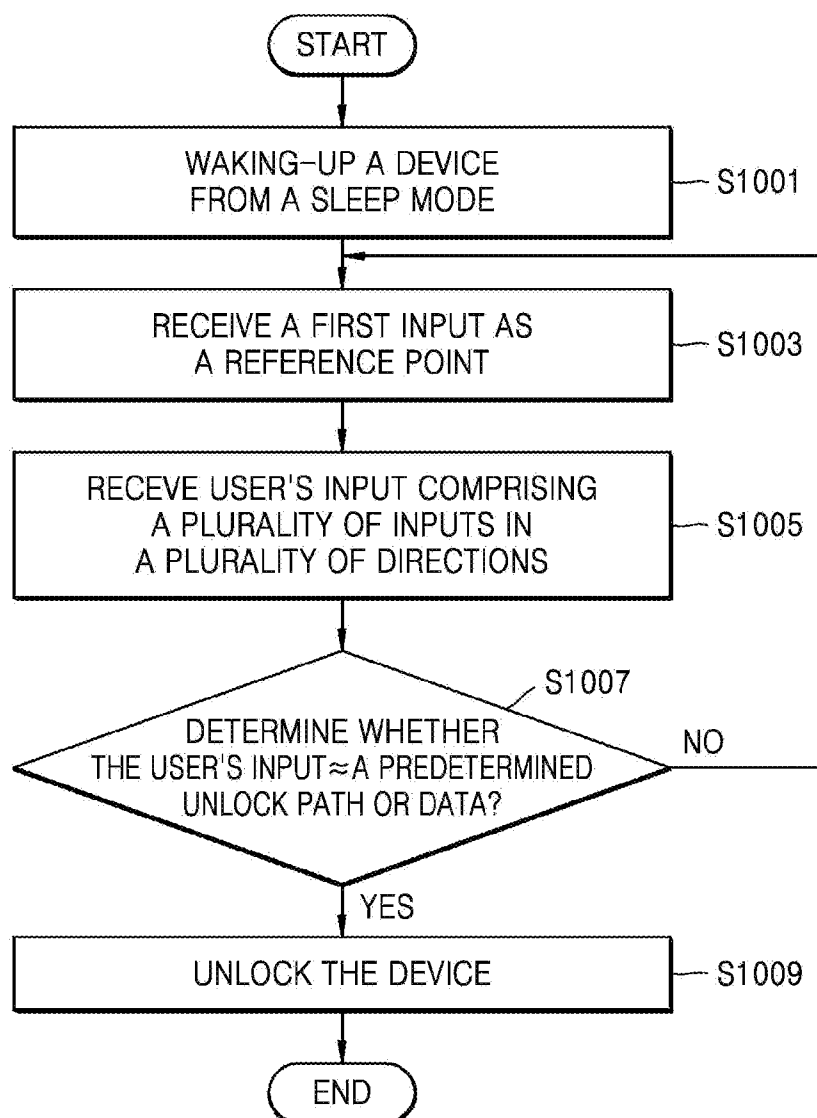 START
WAKING-UP A DEVICE
FROM A SLEEP MODE
S1001
RECEIVE A FIRST INPUT AS
A REFERENCE POINT
S1003
RECEVE USER'S INPUT COMPRISING
A PLURALITY OF INPUTS IN
A PLURALITY OF DIRECTIONS
S1005
S1007
DETERMINE WHETHER
THE USER'S INPUT≈A PREDETERMINED
UNLOCK PATH OR DATA?
NO
YES
UNLOCK THE DEVICE
S1009
END